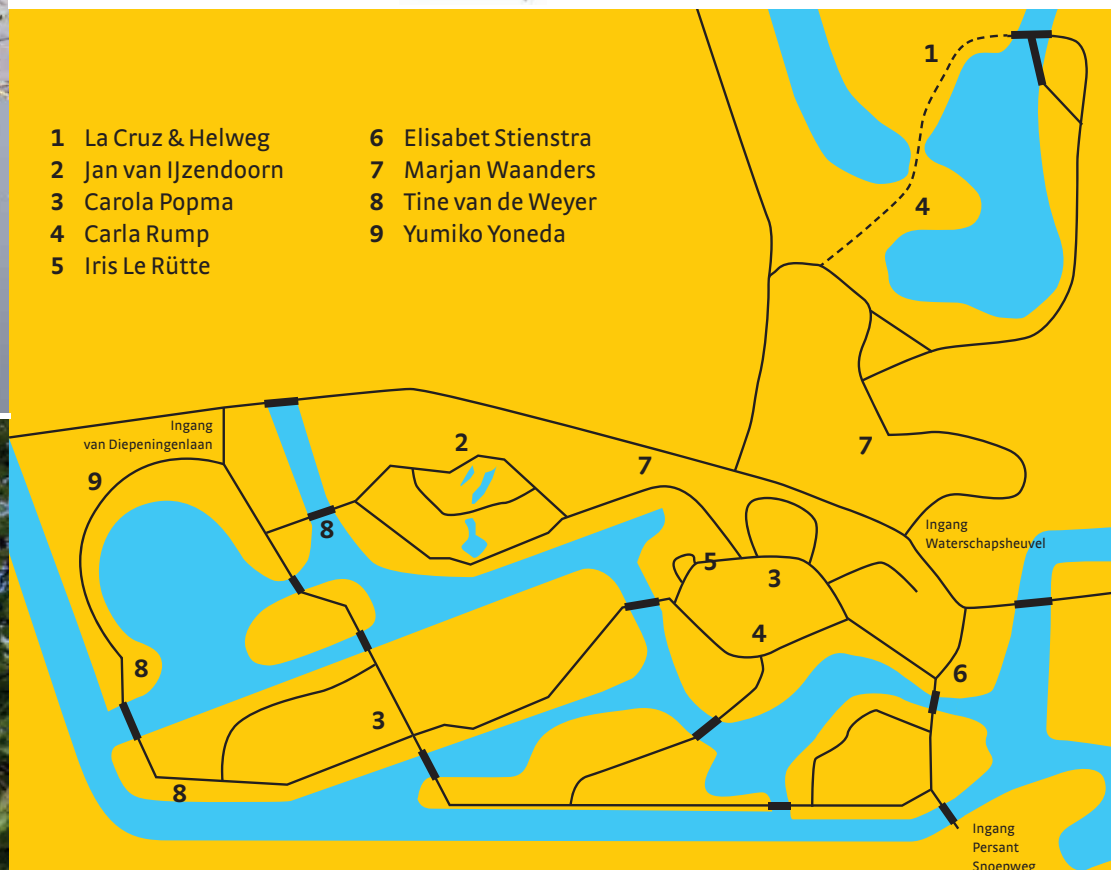 1 La Cruz & Helweg
2 Jan van IJzendoorn
3 Carola Popma
4 Carla Rump
5 Iris Le Rütte
6 Elisabet Stienstra
7 Marjan Waanders
8 Tine van de Weyer
9 Yumiko Yoneda
1
4
7
Ingang
van Diepeningenlaan
2
7
9
8
Ingang
Waterschapsheuvel
5
3
4
8
6
3
8
Ingang
Persant
Snoepweg